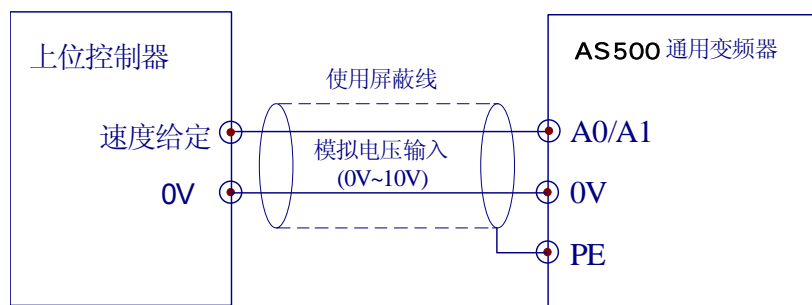 上位控制器
AS500 通用变频器
使用屏蔽线
速度给定
A0/A1
模拟电压输入
(0V~10V)
0V
0V
PE